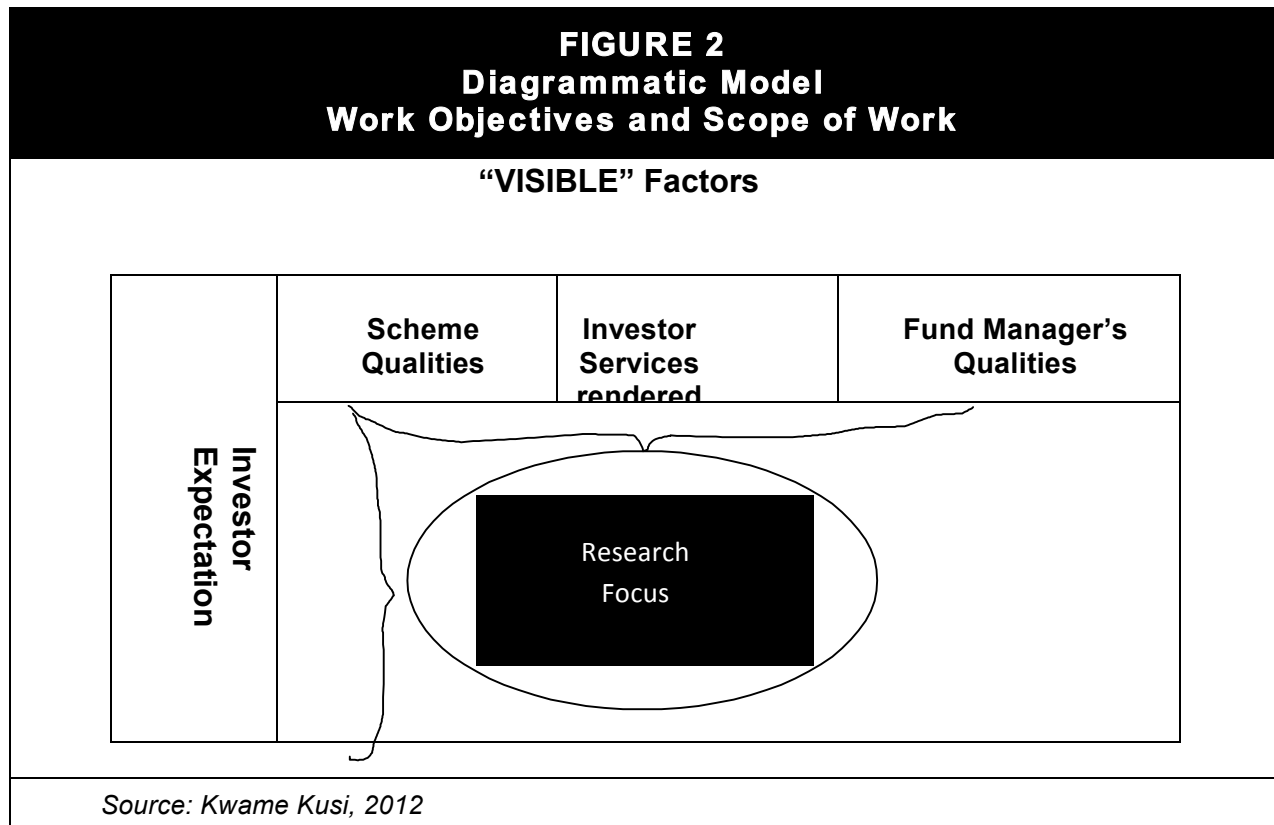 FIGURE 2
Diagrammatic Model
Work Objectives and Scope of Work
“VISIBLE” Factors
Scheme
Qualities
Investor
Services
rendered
Fund Manager’s
Qualities
Investor
Expectation
Research
Focus
Source: Kwame Kusi, 2012